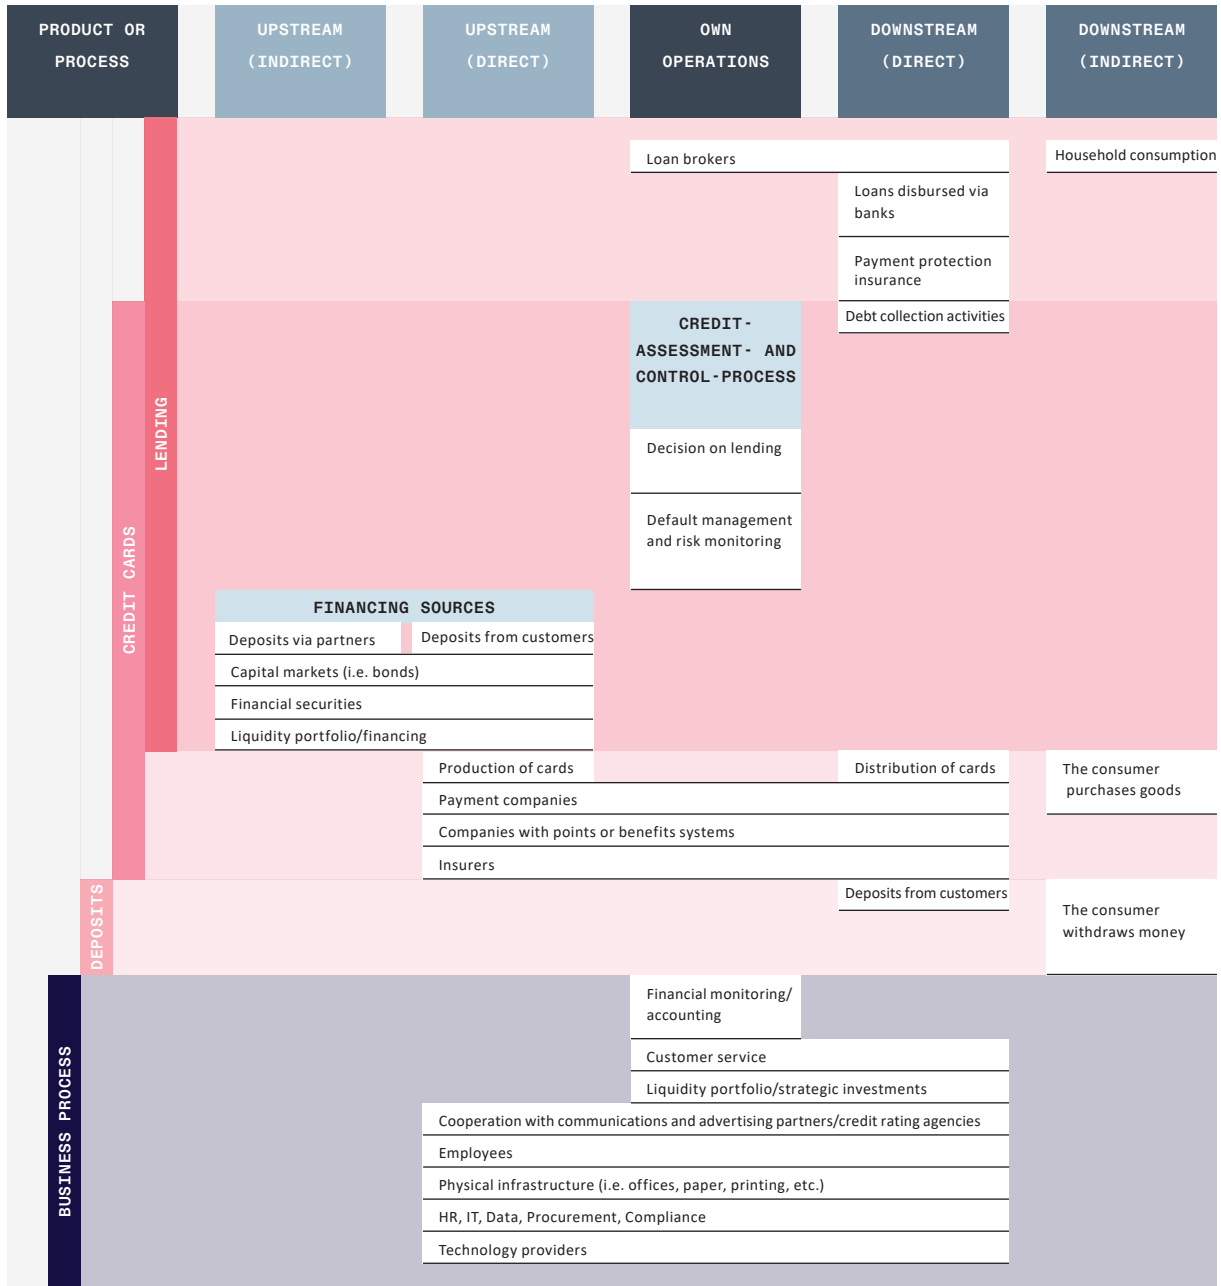 PRODUCT OR
PROCESS
UPSTREAM
(INDIRECT)
UPSTREAM
(DIRECT)
OWN
OPERATIONS
DOWNSTREAM
(DIRECT)
DOWNSTREAM
(INDIRECT)
LENDING
Loan brokers
Household consumption
Loans disbursed via
banks
Payment protection
insurance
Debt collection activities
CREDIT CARDS
CREDIT-
ASSESSMENT- AND
CONTROL-PROCESS
Decision on lending
Default management
and risk monitoring
FINANCING SOURCES
Deposits via partners
Deposits from customers
Capital markets (i.e. bonds)
Financial securities
Liquidity portfolio/financing
Production of cards
Distribution of cards
The consumer
purchases goods
Payment companies
Companies with points or benefits systems
Insurers
DEPOSITS
Deposits from customers
The consumer
withdraws money
BUSINESS PROCESS
Financial monitoring/
accounting
Customer service
Liquidity portfolio/strategic investments
Cooperation with communications and advertising partners/credit rating agencies
Employees
Physical infrastructure (i.e. offices, paper, printing, etc.)
HR, IT, Data, Procurement, Compliance
Technology providers